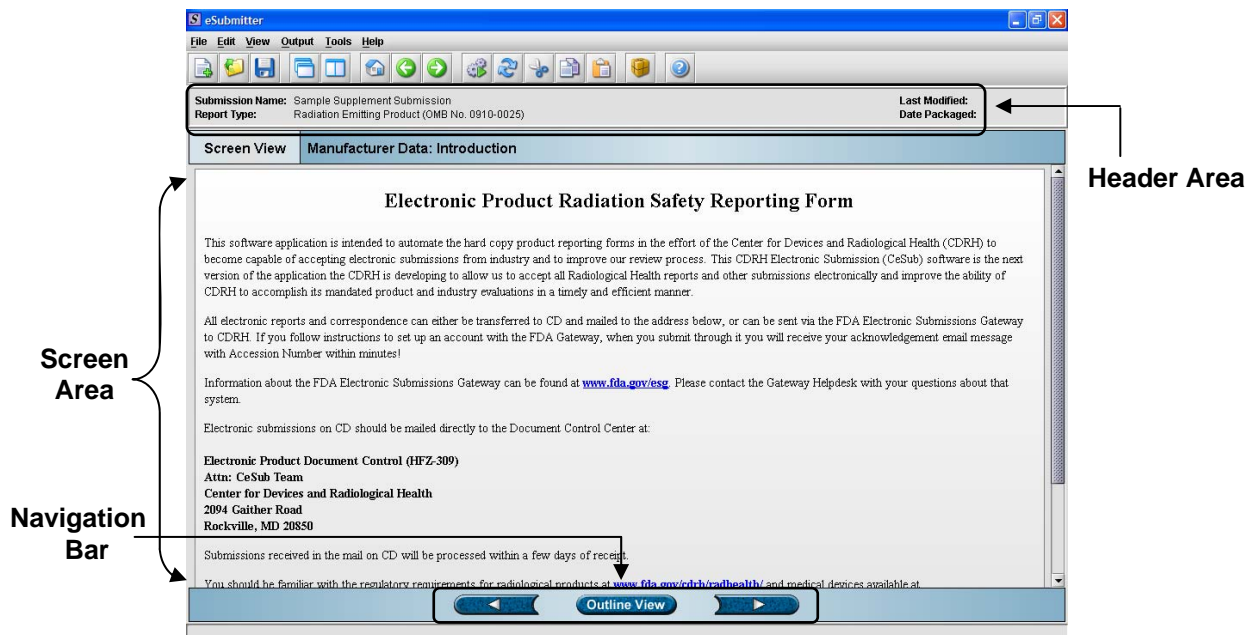 eSubmitter
File Edit View Output Tools Help
Submission Name: Sample Supplement Submission
Last Modified:
Report Type: Radiation Emitting Product (OMB No. 0910-0025)
Date Packaged:
Header Area
Screen View
Manufacturer Data: Introduction
Electronic Product Radiation Safety Reporting Form
This software application is intended to automate the hard copy product reporting forms in the effort of the Center for Devices and Radiological Health (CDRH) to
become capable of accepting electronic submissions from industry and to improve our review process. This CDRH Electronic Submission (CeSub) software is the next
version of the application the CDRH is developing to allow us to accept all Radiological Health reports and other submissions electronically and improve the ability of
CDRH to accomplish its mandated product and industry evaluations in a timely and efficient manner.
All electronic reports and correspondence can either be transferred to CD and mailed to the address below, or can be sent via the FDA Electronic Submissions Gateway
to CDRH. If you follow instructions to set up an account with the FDA Gateway, when you submit through it you will receive your acknowledgement email message
with Accession Number within minutes!
Screen
Area
Information about the FDA Electronic Submissions Gateway can be found at www.fda.gov/esg. Please contact the Gateway Helpdesk with your questions about that
system.
Electronic submissions on CD should be mailed directly to the Document Control Center at:
Electronic Product Document Control (HFZ-309)
Attn: CeSub Team
Center for Devices and Radiological Health
2094 Gaither Road
Rockville, MD 20850
Navigation
Bar
Submissions received in the mail on CD will be processed within a few days of receipt.
You should be familiar with the regulatory requirements for radiological products at www.fda.gov/cdrh/radhealth/ and medical devices available at
Outline View